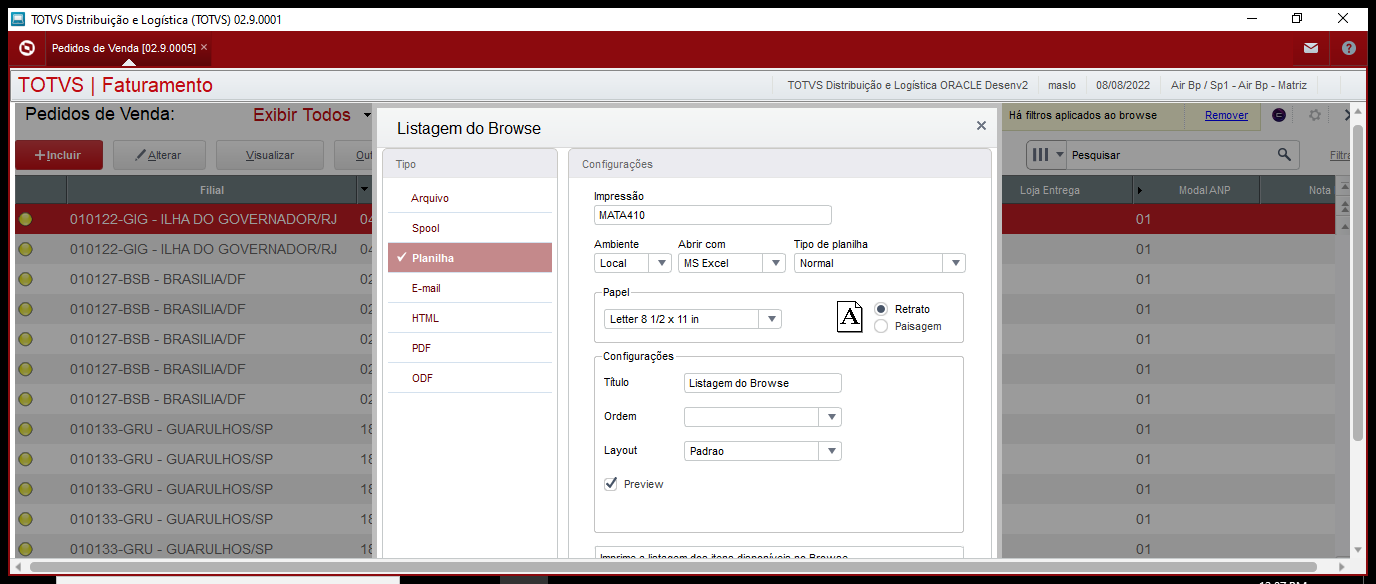 TOTVS Distribuição e Logística (TOTVS) 02.9.0001
Pedidos de Venda [02.9.0005]
TOTVS | Faturamento
TOTVS Distribuição e Logística ORACLE Desenv2
maslo
08/08/2022
Air Bp / Sp1 - Air Bp - Matriz
Pedidos de Venda:
Exibir Todos
Há filtros aplicados ao browse
Remover
+Incluir
Alterar
Visualizar
Pesquisar
Filial
Loja Entrega
Modal ANP
Nota
010122-GIG - ILHA DO GOVERNADOR/RJ
01
010122-GIG - ILHA DO GOVERNADOR/RJ
01
010127-BSB - BRASILIA/DF
02
01
010127-BSB - BRASILIA/DF
02
01
010127-BSB - BRASILIA/DF
02
01
010127-BSB - BRASILIA/DF
02
01
010127-BSB - BRASILIA/DF
02
01
010133-GRU - GUARULHOS/SP
18
01
010133-GRU - GUARULHOS/SP
18
01
010133-GRU - GUARULHOS/SP
18
01
010133-GRU - GUARULHOS/SP
18
01
010133-GRU - GUARULHOS/SP
18
01
Listagem do Browse
Tipo
Arquivo
Spool
Planilha
E-mail
HTML
PDF
ODF
Configurações
Impressão
MATA410
Ambiente
Abrir com
Tipo de planilha
Local
MS Excel
Normal
Papel
Letter 8 1/2 x 11 in
A
Retrato
Paisagem
Configurações
Título
Listagem do Browse
Ordem
Layout
Padrao
Preview
Imprime a listagem dos itens disponíveis no Browse